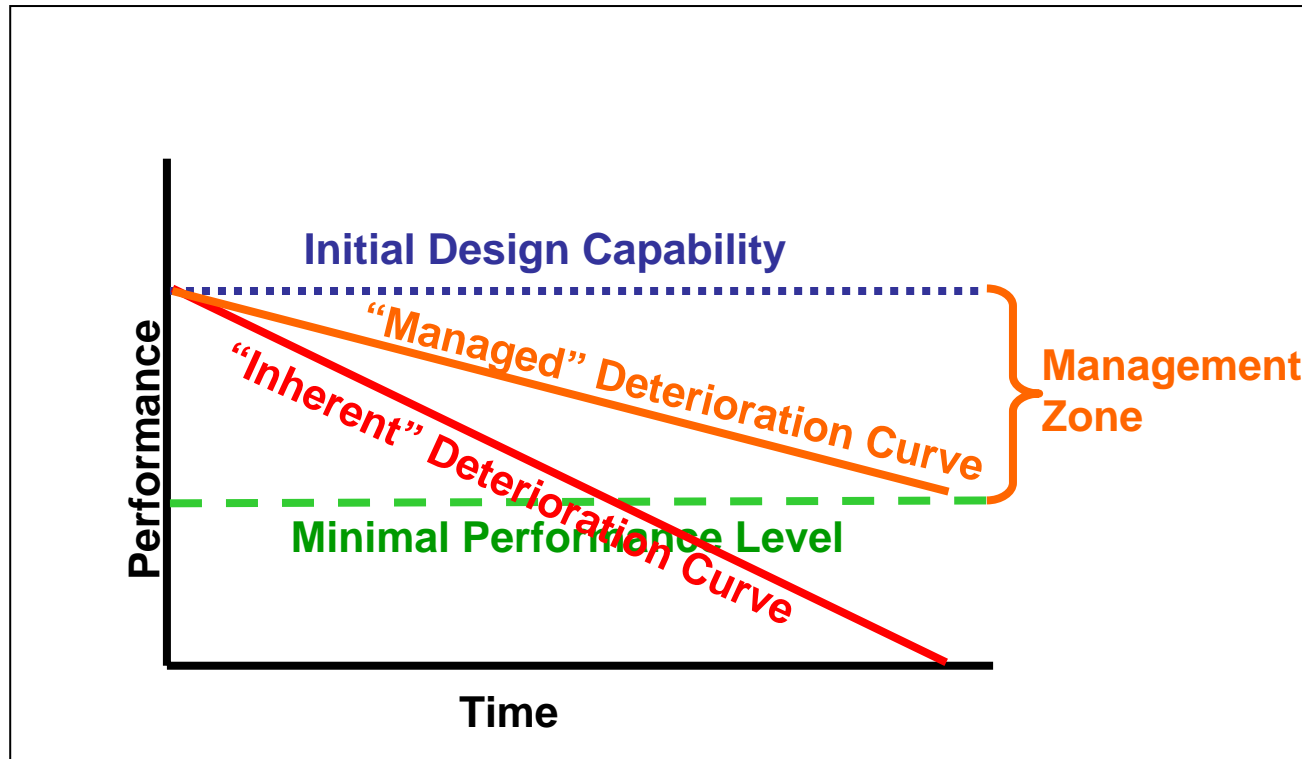 Initial Design Capability
“Managed” Deterioration Curve
“Inherent” Deterioration Curve
Management
Zone
Performance
Minimal Performance Level
Time